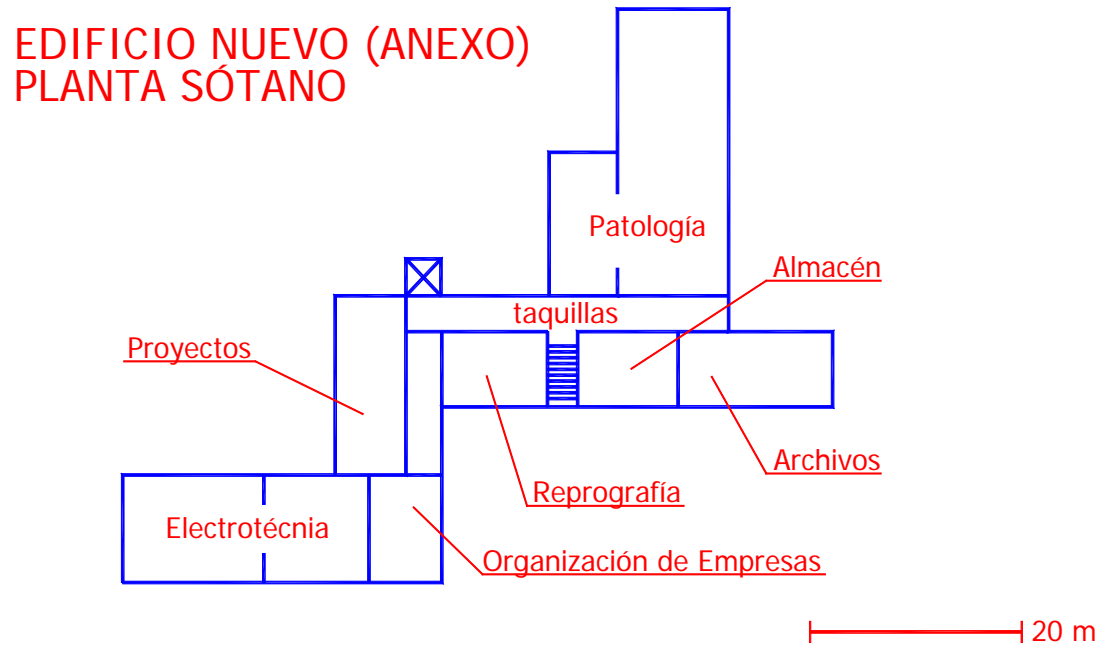 EDIFICIO NUEVO (ANEXO)
PLANTA SÓTANO
Patología
Almacén
taquillas
Proyectos
Archivos
Reprografía
Electrotécnia
Organización de Empresas
20 m